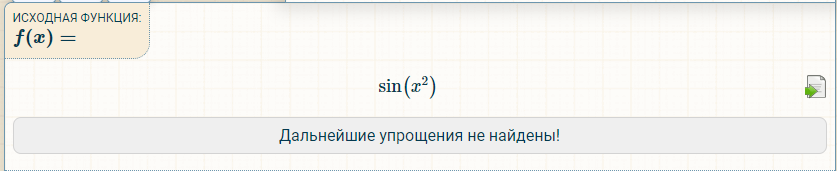 ИСХОДНАЯ ФУНКЦИЯ:
f(x) =
sin(x²)
Дальнейшие упрощения не найдены!